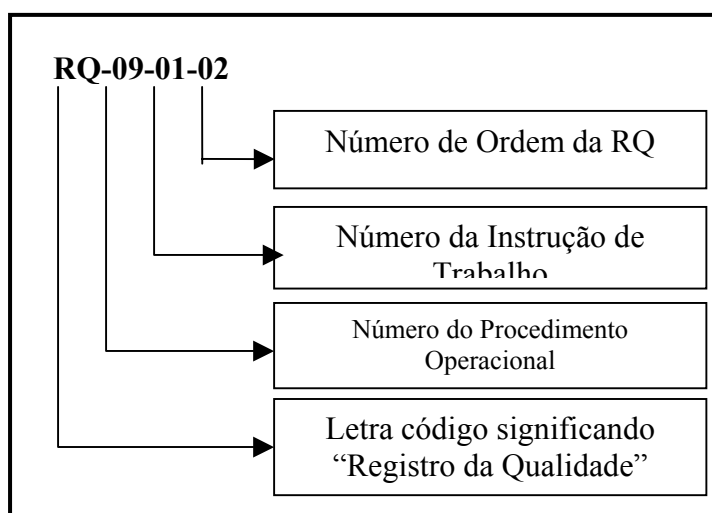 RQ-09-01-02
Número de Ordem da RQ
Número da Instrução de
Trabalho
Número do Procedimento
Operacional
Letra código significando
“Registro da Qualidade”